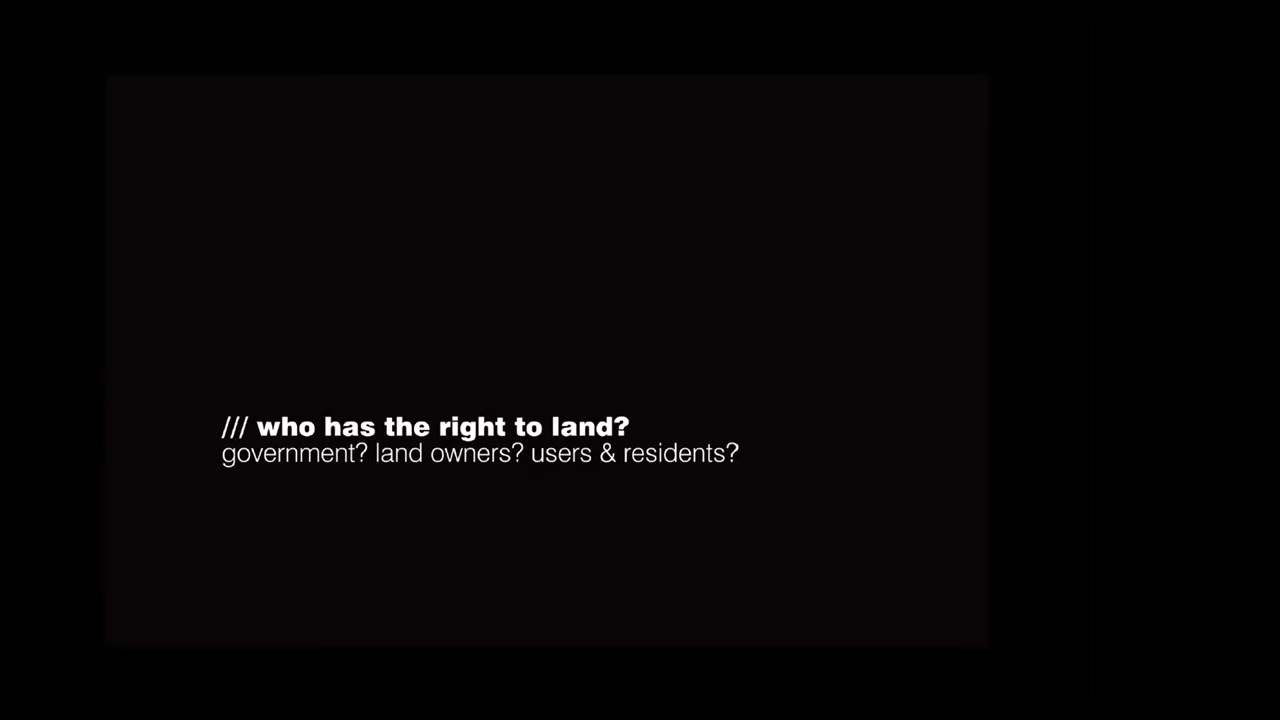 /// who has the right to land?
government? land owners? users & residents?